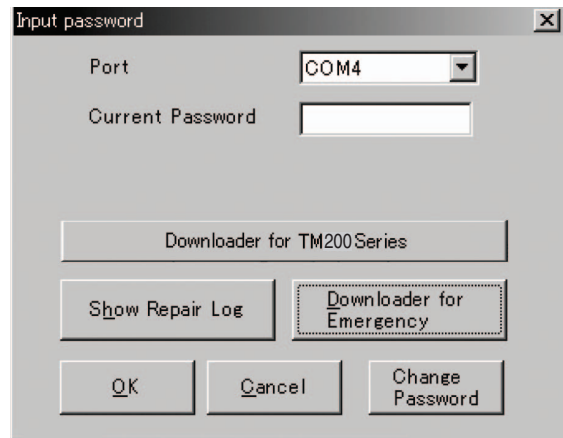 Input password
Port
COM4
Current Password
Downloader for TM200Series
Show Repair Log
Downloader for
Emergency
OK
Cancel
Change
Password